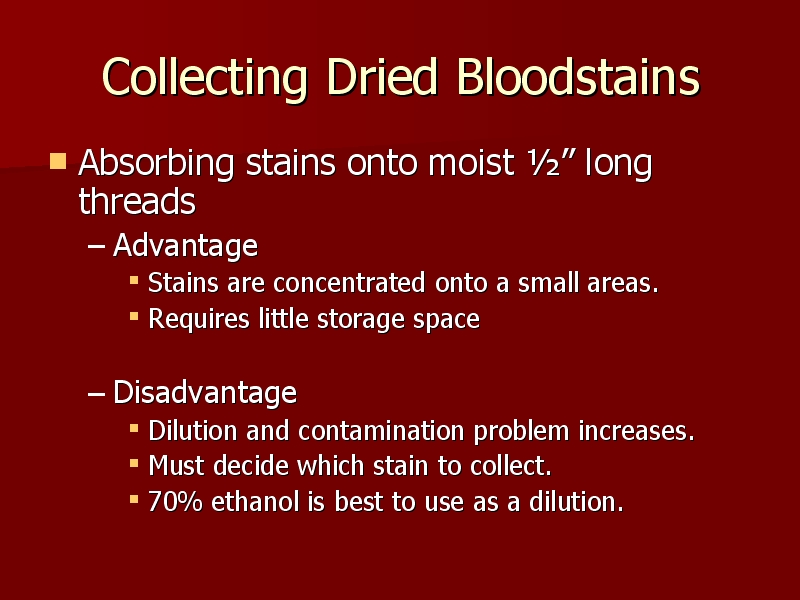 Collecting Dried Bloodstains
Absorbing stains onto moist ½” long
threads
– Advantage
Stains are concentrated onto a small areas.
Requires little storage space
– Disadvantage
Dilution and contamination problem increases.
Must decide which stain to collect.
70% ethanol is best to use as a dilution.